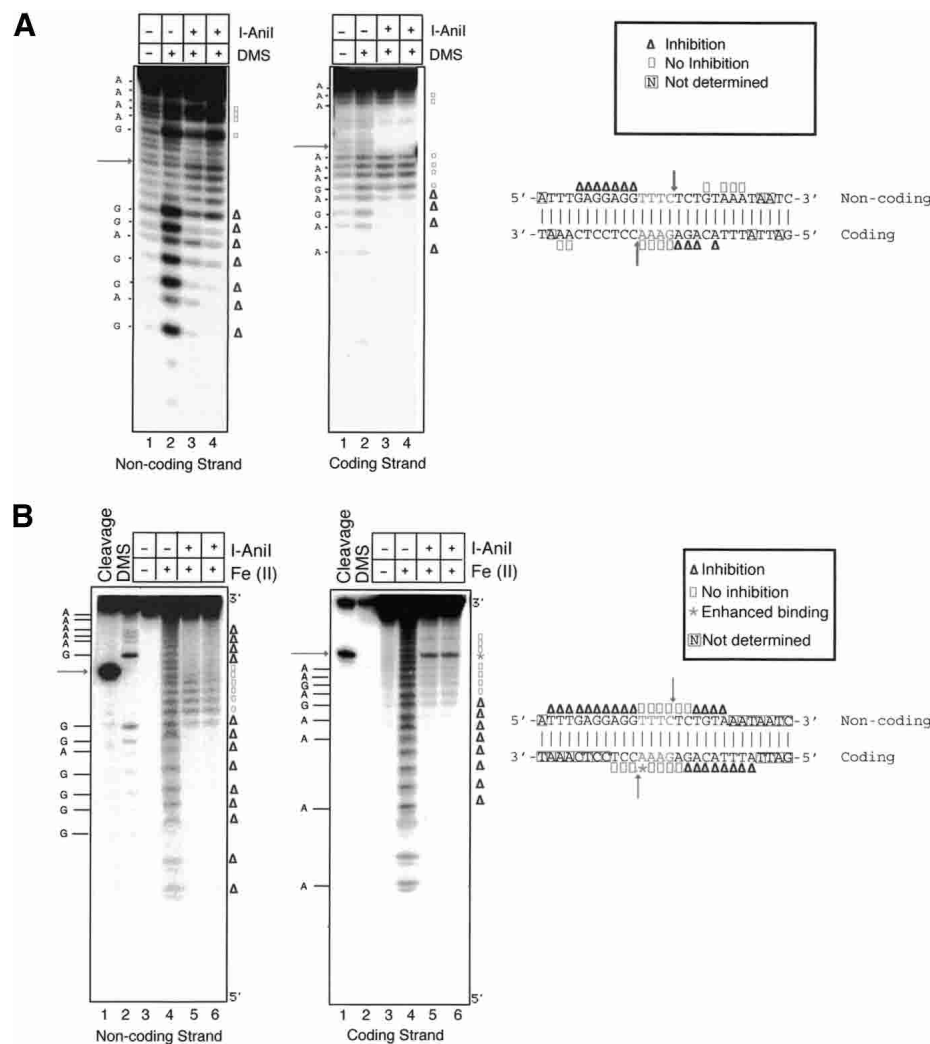 A
- - + + I-AniI
- + + + DMS
A
A
A
A
G
G
G
A
G
G
A
G
1 2 3 4
Non-coding Strand
- - + + I-AniI
- + + + DMS
A
A
A
A
A
A
G
A
G
A
A
1 2 3 4
Coding Strand
Δ Inhibition
▯ No Inhibition
N Not determined
5'-ATTTGAGGAGGTTTCTCTGTAAATAATC-3' Non-coding
3'-TAAACTCCTCCAAAGAGACATTTATTAG-5' Coding
B
Cleavage
DMS
- - + + I-AniI
- + + + Fe (II)
3'
A
A
A
A
G
G
G
A
G
G
G
G
5'
1 2 3 4 5 6
Non-coding Strand
Cleavage
DMS
- - + + I-AniI
- + + + Fe (II)
3'
A
A
G
A
G
A
A
A
A
5'
1 2 3 4 5 6
Coding Strand
Δ Inhibition
▯ No inhibition
* Enhanced binding
N Not determined
5'-ATTTGAGGAGGTTTCTCTGTAAATAATC-3' Non-coding
3'-TAAACTCCTCCAAAGAGACATTTATTAG-5' Coding